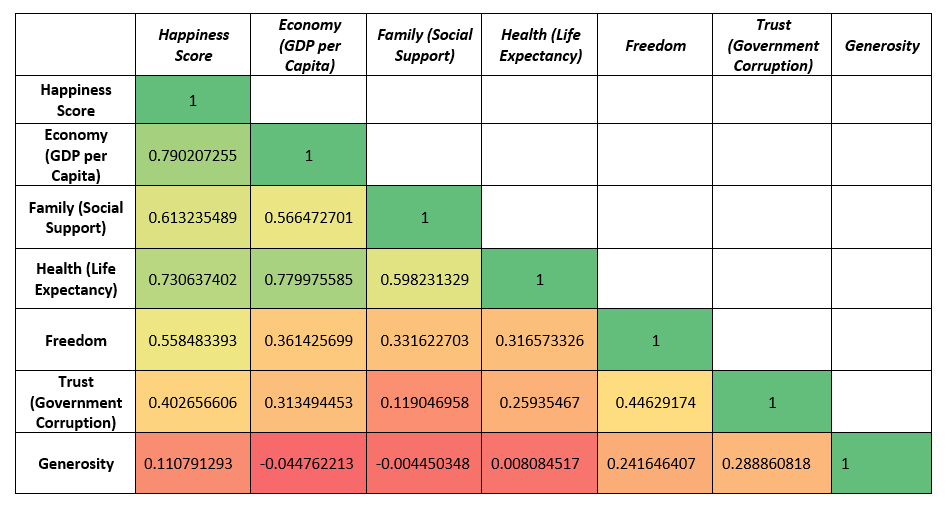 Happiness Score Economy (GDP per Capita) Family (Social Support) Health (Life Expectancy) Freedom Trust (Government Corruption) Generosity
Happiness Score 1
Economy (GDP per Capita) 0.790207255 1
Family (Social Support) 0.613235489 0.566472701 1
Health (Life Expectancy) 0.730637402 0.779975585 0.598231329 1
Freedom 0.558483393 0.361425699 0.331622703 0.316573326 1
Trust (Government Corruption) 0.402656606 0.313494453 0.119046958 0.25935467 0.44629174 1
Generosity 0.110791293 -0.044762213 -0.004450348 0.008084517 0.241646407 0.288860818 1